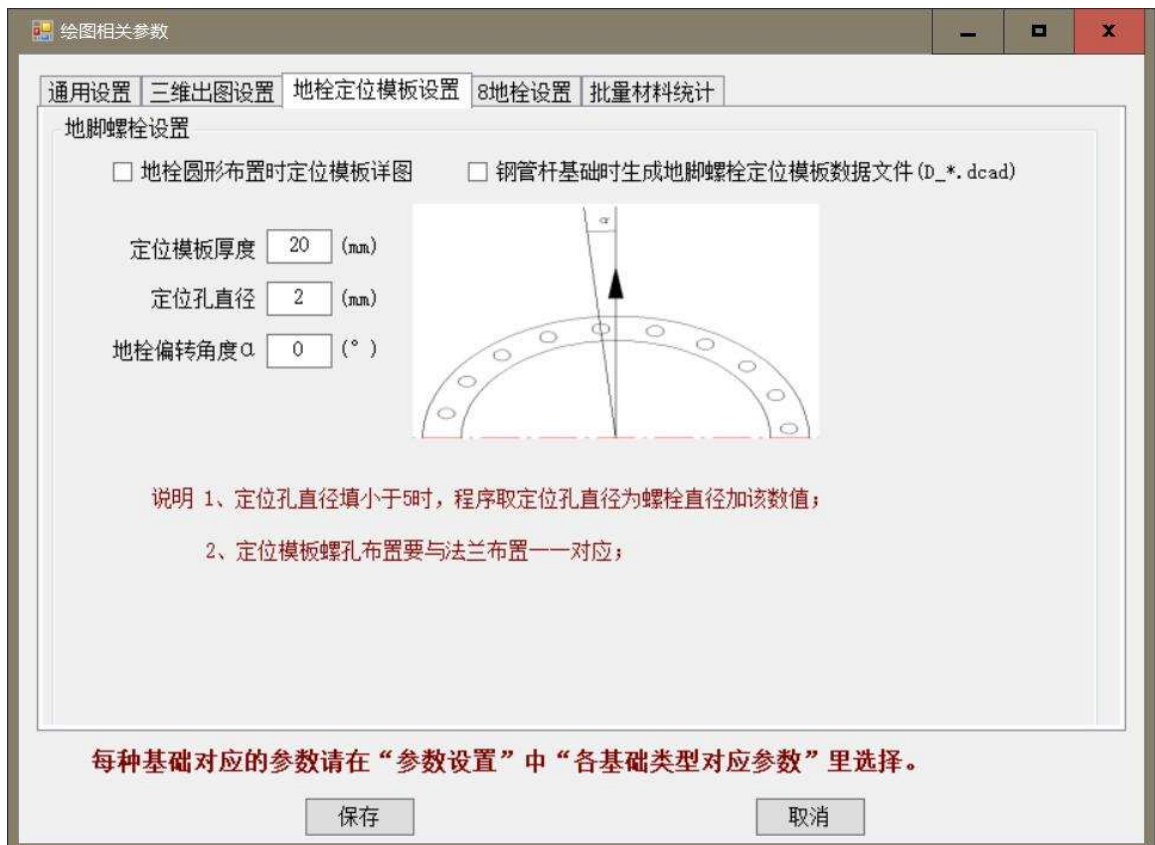 绘图相关参数
通用设置 三维出图设置 地栓定位模板设置 8地栓设置 批量材料统计
地脚螺栓设置
地栓圆形布置时定位模板详图 钢管杆基础时生成地脚螺栓定位模板数据文件(D_*.dcad)
α
定位模板厚度 20 (mm)
定位孔直径 2 (mm)
地栓偏转角度α 0 (° )
说明 1、定位孔直径填小于5时，程序取定位孔直径为螺栓直径加该数值；
2、定位模板螺孔布置要与法兰布置一一对应；
每种基础对应的参数请在“参数设置”中“各基础类型对应参数”里选择。
保存 取消